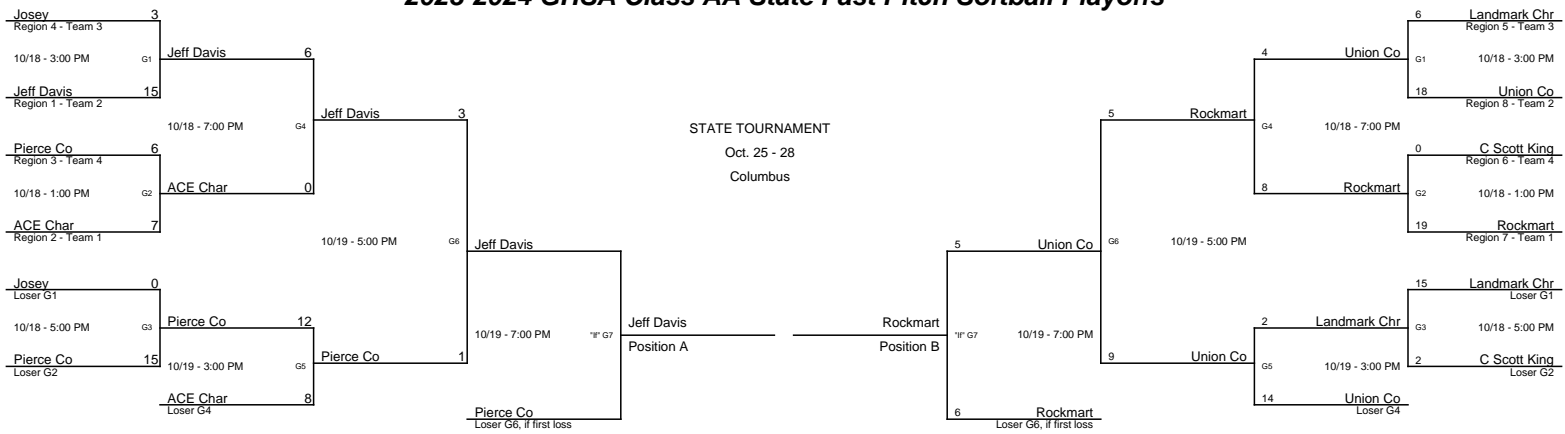 2023-2024 GHSA Class AA State Fast Pitch Softball Playoffs
Josey 3
Region 4 - Team 3
10/18 - 3:00 PM G1
Jeff Davis 6
Jeff Davis 15
Region 1 - Team 2
10/18 - 7:00 PM G4
Jeff Davis 3
Pierce Co 6
Region 3 - Team 4
10/18 - 1:00 PM G2
ACE Char 0
ACE Char 7
Region 2 - Team 1
10/19 - 5:00 PM G6
Jeff Davis
Josey 0
Loser G1
10/18 - 5:00 PM G3
Pierce Co 12
Pierce Co 15
Loser G2
10/19 - 3:00 PM G5
Pierce Co 1
ACE Char 8
Loser G4
10/19 - 7:00 PM "If" G7
Jeff Davis
Position A
Pierce Co
Loser G6, if first loss
STATE TOURNAMENT
Oct. 25 - 28
Columbus
6 Landmark Chr
Region 5 - Team 3
4 Union Co
G1 10/18 - 3:00 PM
18 Union Co
Region 8 - Team 2
5 Rockmart
G4 10/18 - 7:00 PM
0 C Scott King
Region 6 - Team 4
8 Rockmart
G2 10/18 - 1:00 PM
19 Rockmart
Region 7 - Team 1
5 Union Co
G6 10/19 - 5:00 PM
15 Landmark Chr
Loser G1
2 Landmark Chr
G3 10/18 - 5:00 PM
2 C Scott King
Loser G2
9 Union Co
G5 10/19 - 3:00 PM
14 Union Co
Loser G4
Rockmart
Position B
"If" G7 10/19 - 7:00 PM
6 Rockmart
Loser G6, if first loss